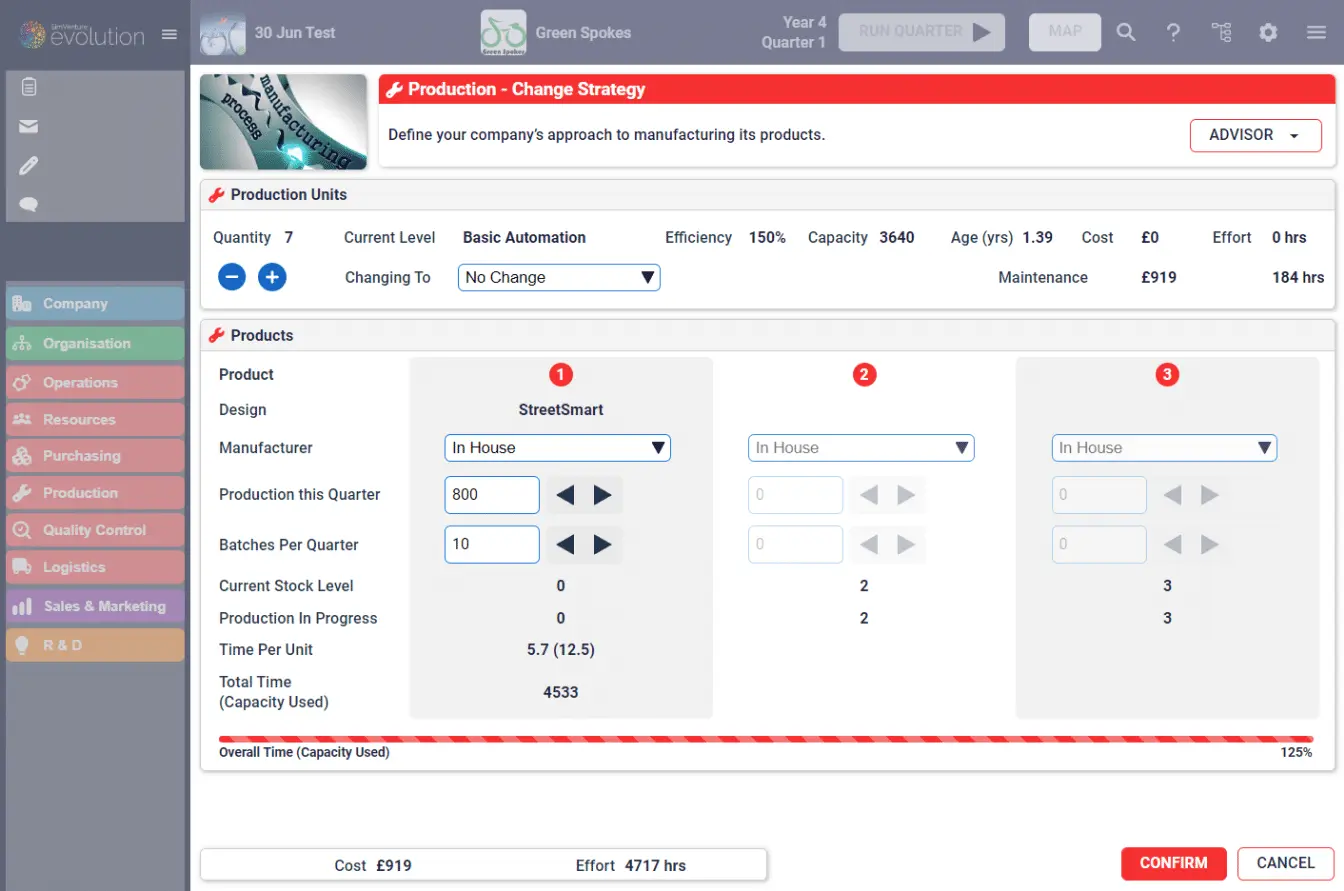 SimVenture
evolution
30 Jun Test
Green Spokes
Green Spokes
Year 4
Quarter 1
RUN QUARTER
MAP
manufacturing
process
Production - Change Strategy
Define your company's approach to manufacturing its products.
ADVISOR
Company
Organisation
Operations
Resources
Purchasing
Production
Quality Control
Logistics
Sales & Marketing
R & D
Production Units
Quantity 7 Current Level Basic Automation Efficiency 150% Capacity 3640 Age (yrs) 1.39 Cost £0 Effort 0 hrs
Changing To No Change Maintenance £919 184 hrs
Products
Product 1 2 3
Design StreetSmart
Manufacturer In House In House In House
Production this Quarter 800 0 0
Batches Per Quarter 10 0 0
Current Stock Level 0 2 3
Production In Progress 0 2 3
Time Per Unit 5.7 (12.5)
Total Time
(Capacity Used) 4533
Overall Time (Capacity Used) 125%
Cost £919 Effort 4717 hrs
CONFIRM
CANCEL